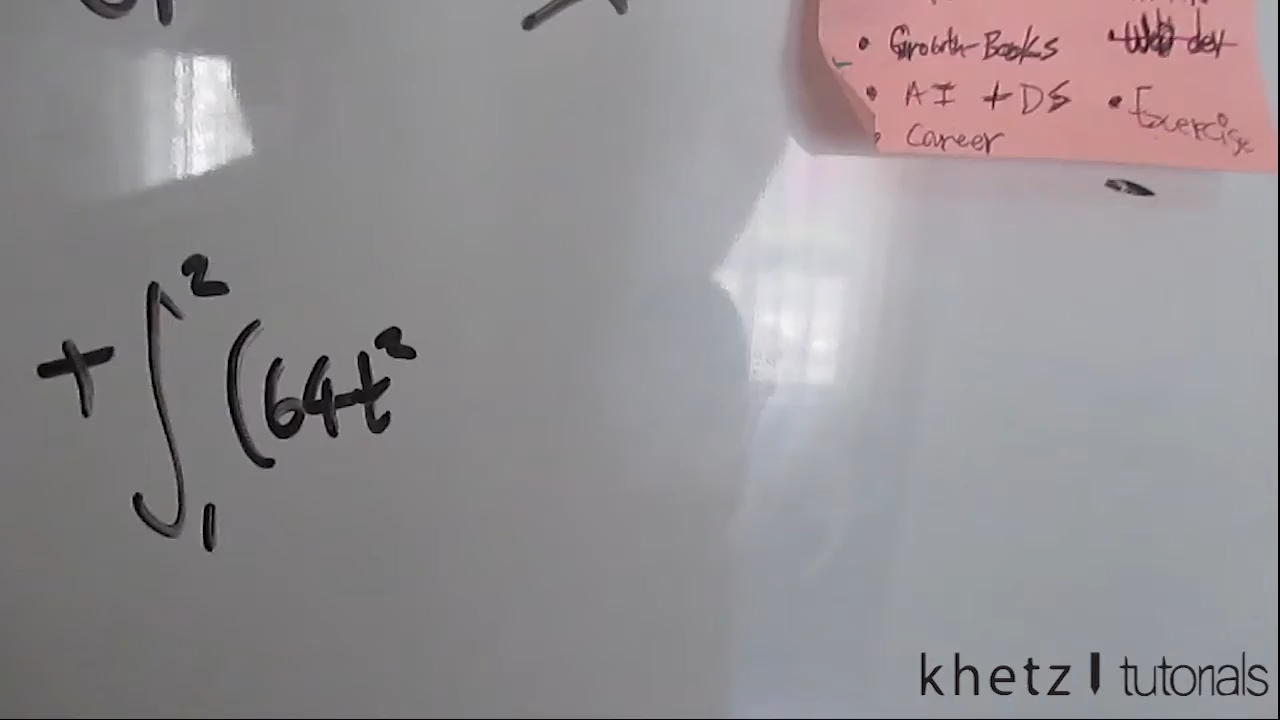 • Growth Books • Web dev
• AI + DS • Exercise
• Career
+ ∫₁² (64t²
khetz tutorials